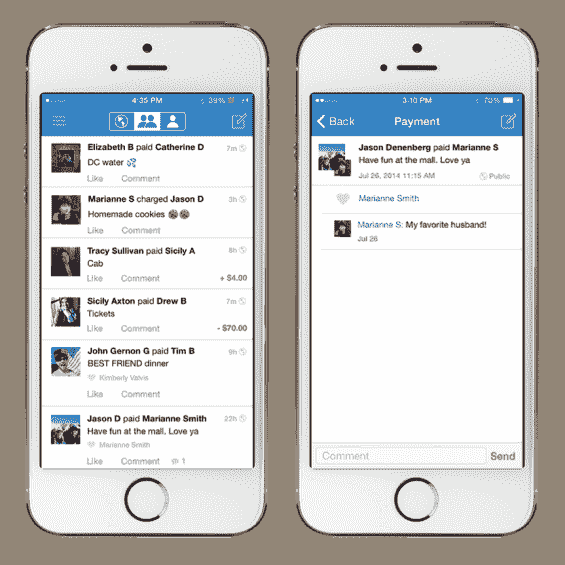 4:35 PM
39%
Elizabeth B paid Catherine D
7m
DC water
Like Comment
Marianne S charged Jason D
3h
Homemade cookies
Like Comment
Tracy Sullivan paid Sicily A
8h
Cab
Like Comment + $4.00
Sicily Axton paid Drew B
7m
Tickets
Like Comment - $70.00
John Gernon G paid Tim B
9h
BEST FRIEND dinner
Kimberly Vatvis
Like Comment
Jason D paid Marianne Smith
22h
Have fun at the mall. Love ya
Marianne Smith
Like Comment 1
3:10 PM
70%
Back Payment
Jason Denenberg paid Marianne S
Have fun at the mall. Love ya
Jul 26, 2014 11:15 AM Public
Marianne Smith
Marianne S: My favorite husband!
Jul 26
Comment Send